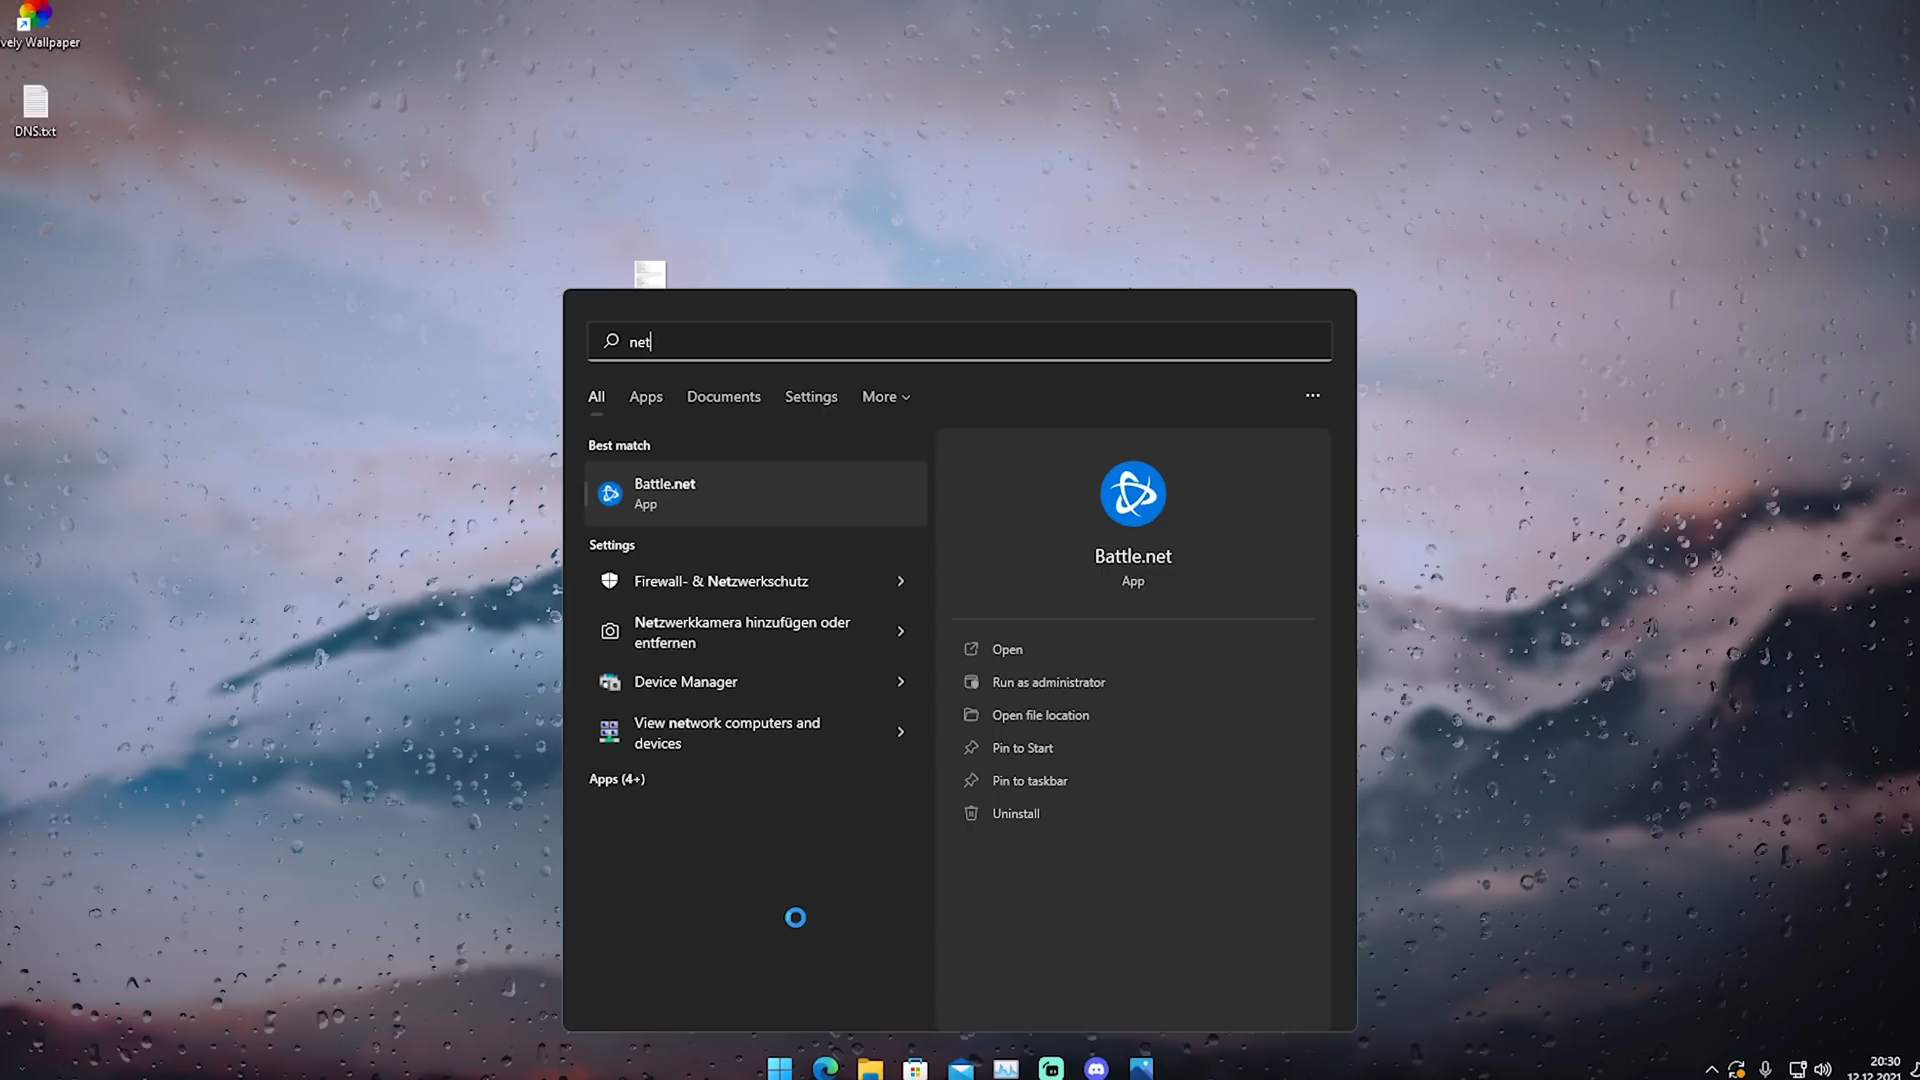 vely Wallpaper
DNS.txt
net
All Apps Documents Settings More
Best match
Battle.net
App
Settings
Firewall- & Netzwerkschutz
Netzwerkkamera hinzufügen oder
entfernen
Device Manager
View network computers and
devices
Apps (4+)
Battle.net
App
Open
Run as administrator
Open file location
Pin to Start
Pin to taskbar
Uninstall
20:30
12.12.2021